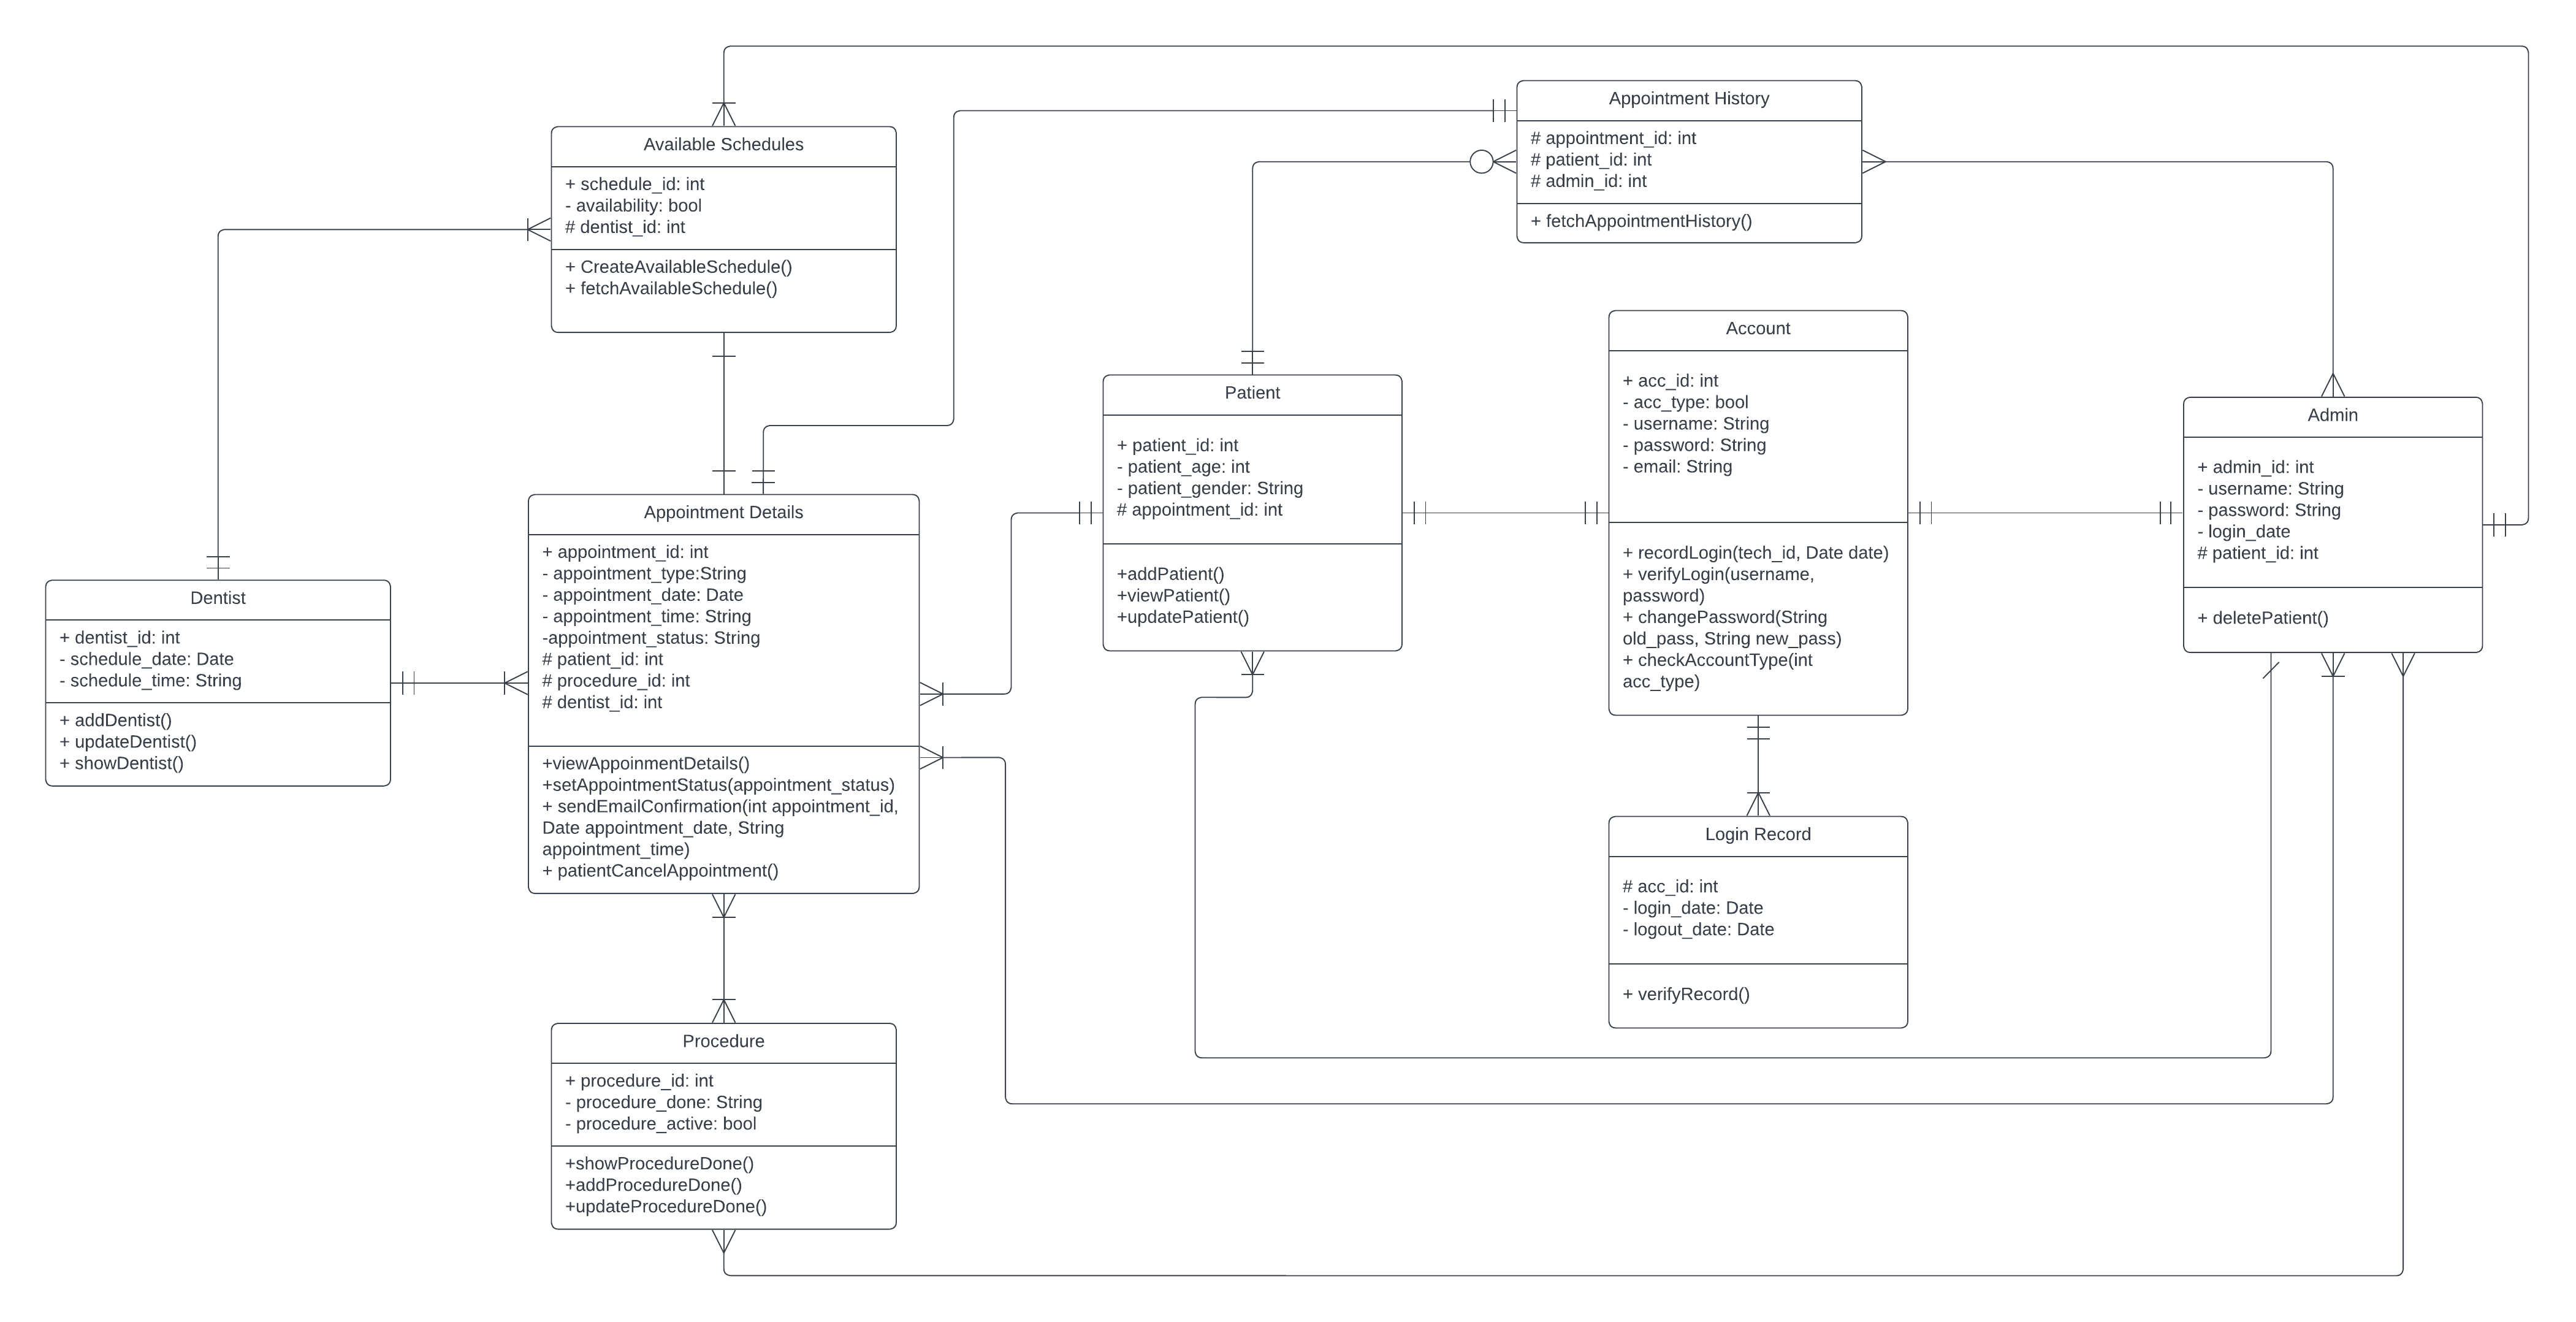 Available Schedules
+ schedule_id: int
- availability: bool
# dentist_id: int
+ CreateAvailableSchedule()
+ fetchAvailableSchedule()
Appointment History
# appointment_id: int
# patient_id: int
# admin_id: int
+ fetchAppointmentHistory()
Account
+ acc_id: int
- acc_type: bool
- username: String
- password: String
- email: String
+ recordLogin(tech_id, Date date)
+ verifyLogin(username,
password)
+ changePassword(String
old_pass, String new_pass)
+ checkAccountType(int
acc_type)
Patient
+ patient_id: int
- patient_age: int
- patient_gender: String
# appointment_id: int
+addPatient()
+viewPatient()
+updatePatient()
Admin
+ admin_id: int
- username: String
- password: String
- login_date
# patient_id: int
+ deletePatient()
Appointment Details
+ appointment_id: int
- appointment_type:String
- appointment_date: Date
- appointment_time: String
-appointment_status: String
# patient_id: int
# procedure_id: int
# dentist_id: int
+viewAppoinmentDetails()
+setAppointmentStatus(appointment_status)
+ sendEmailConfirmation(int appointment_id,
Date appointment_date, String
appointment_time)
+ patientCancelAppointment()
Dentist
+ dentist_id: int
- schedule_date: Date
- schedule_time: String
+ addDentist()
+ updateDentist()
+ showDentist()
Login Record
# acc_id: int
- login_date: Date
- logout_date: Date
+ verifyRecord()
Procedure
+ procedure_id: int
- procedure_done: String
- procedure_active: bool
+showProcedureDone()
+addProcedureDone()
+updateProcedureDone()